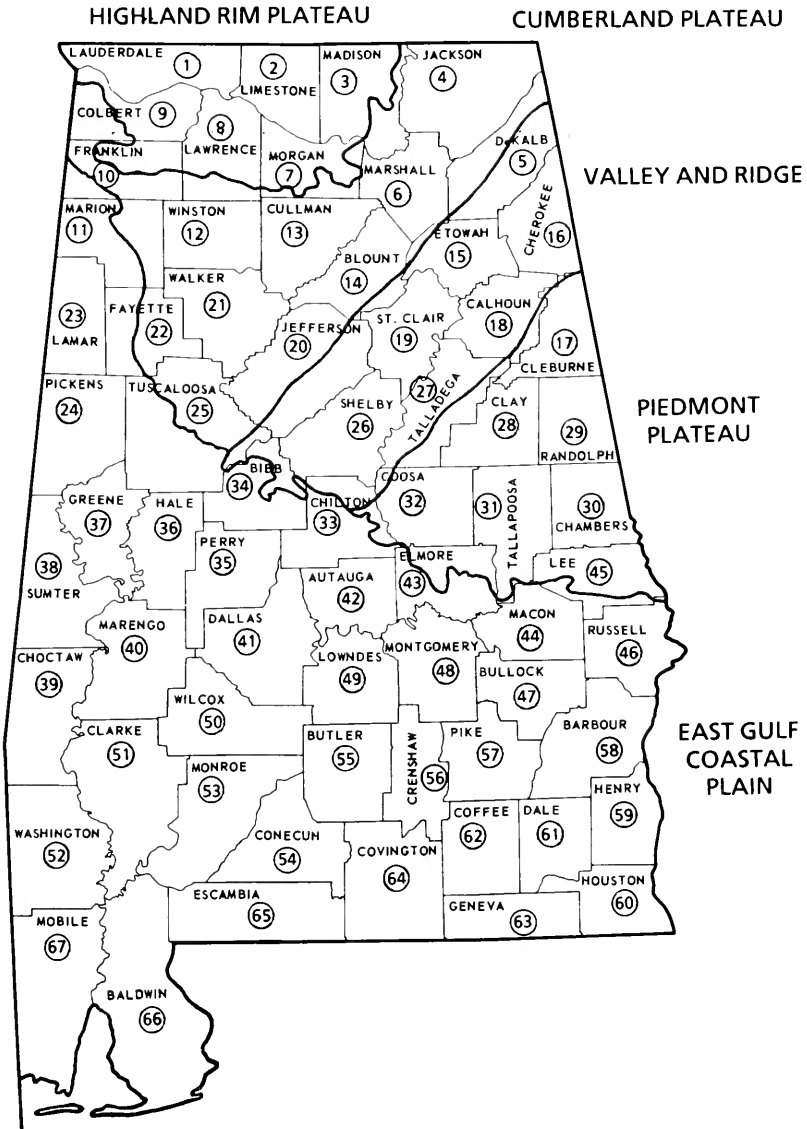 HIGHLAND RIM PLATEAU
CUMBERLAND PLATEAU
LAUDERDALE
1
2
LIMESTONE
MADISON
3
JACKSON
4
COLBERT
9
8
LAWRENCE
FRANKLIN
10
MORGAN
7
MARSHALL
6
DeKALB
5
VALLEY AND RIDGE
MARION
11
WINSTON
12
CULLMAN
13
BLOUNT
14
ETOWAH
15
CHEROKEE
16
23
LAMAR
FAYETTE
22
WALKER
21
JEFFERSON
20
ST. CLAIR
19
CALHOUN
18
17
CLEBURNE
PICKENS
24
TUSCALOOSA
25
SHELBY
26
27
TALLADEGA
CLAY
28
29
RANDOLPH
PIEDMONT
PLATEAU
GREENE
37
HALE
36
BIBB
34
CHILTON
33
COOSA
32
31
TALLAPOOSA
30
CHAMBERS
38
SUMTER
PERRY
35
AUTAUGA
42
ELMORE
43
LEE
45
MARENGO
40
DALLAS
41
LOWNDES
49
MONTGOMERY
48
MACON
44
RUSSELL
46
CHOCTAW
39
BULLOCK
47
WILCOX
50
CLARKE
51
BUTLER
55
CRENSHAW
56
PIKE
57
BARBOUR
58
EAST GULF
COASTAL
PLAIN
MONROE
53
HENRY
59
WASHINGTON
52
CONECUN
54
COVINGTON
64
COFFEE
62
DALE
61
HOUSTON
60
ESCAMBIA
65
GENEVA
63
MOBILE
67
BALDWIN
66